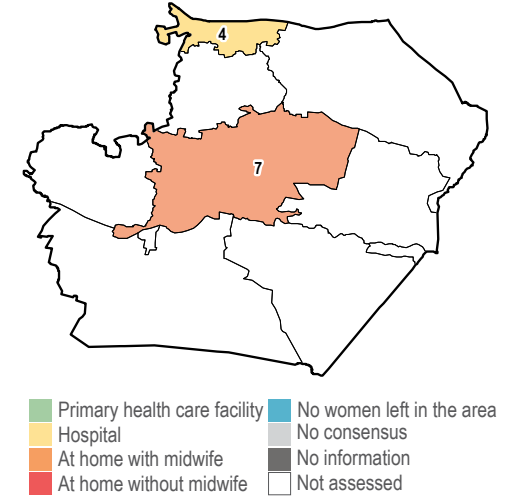 4
7
Primary health care facility
Hospital
At home with midwife
At home without midwife
No women left in the area
No consensus
No information
Not assessed